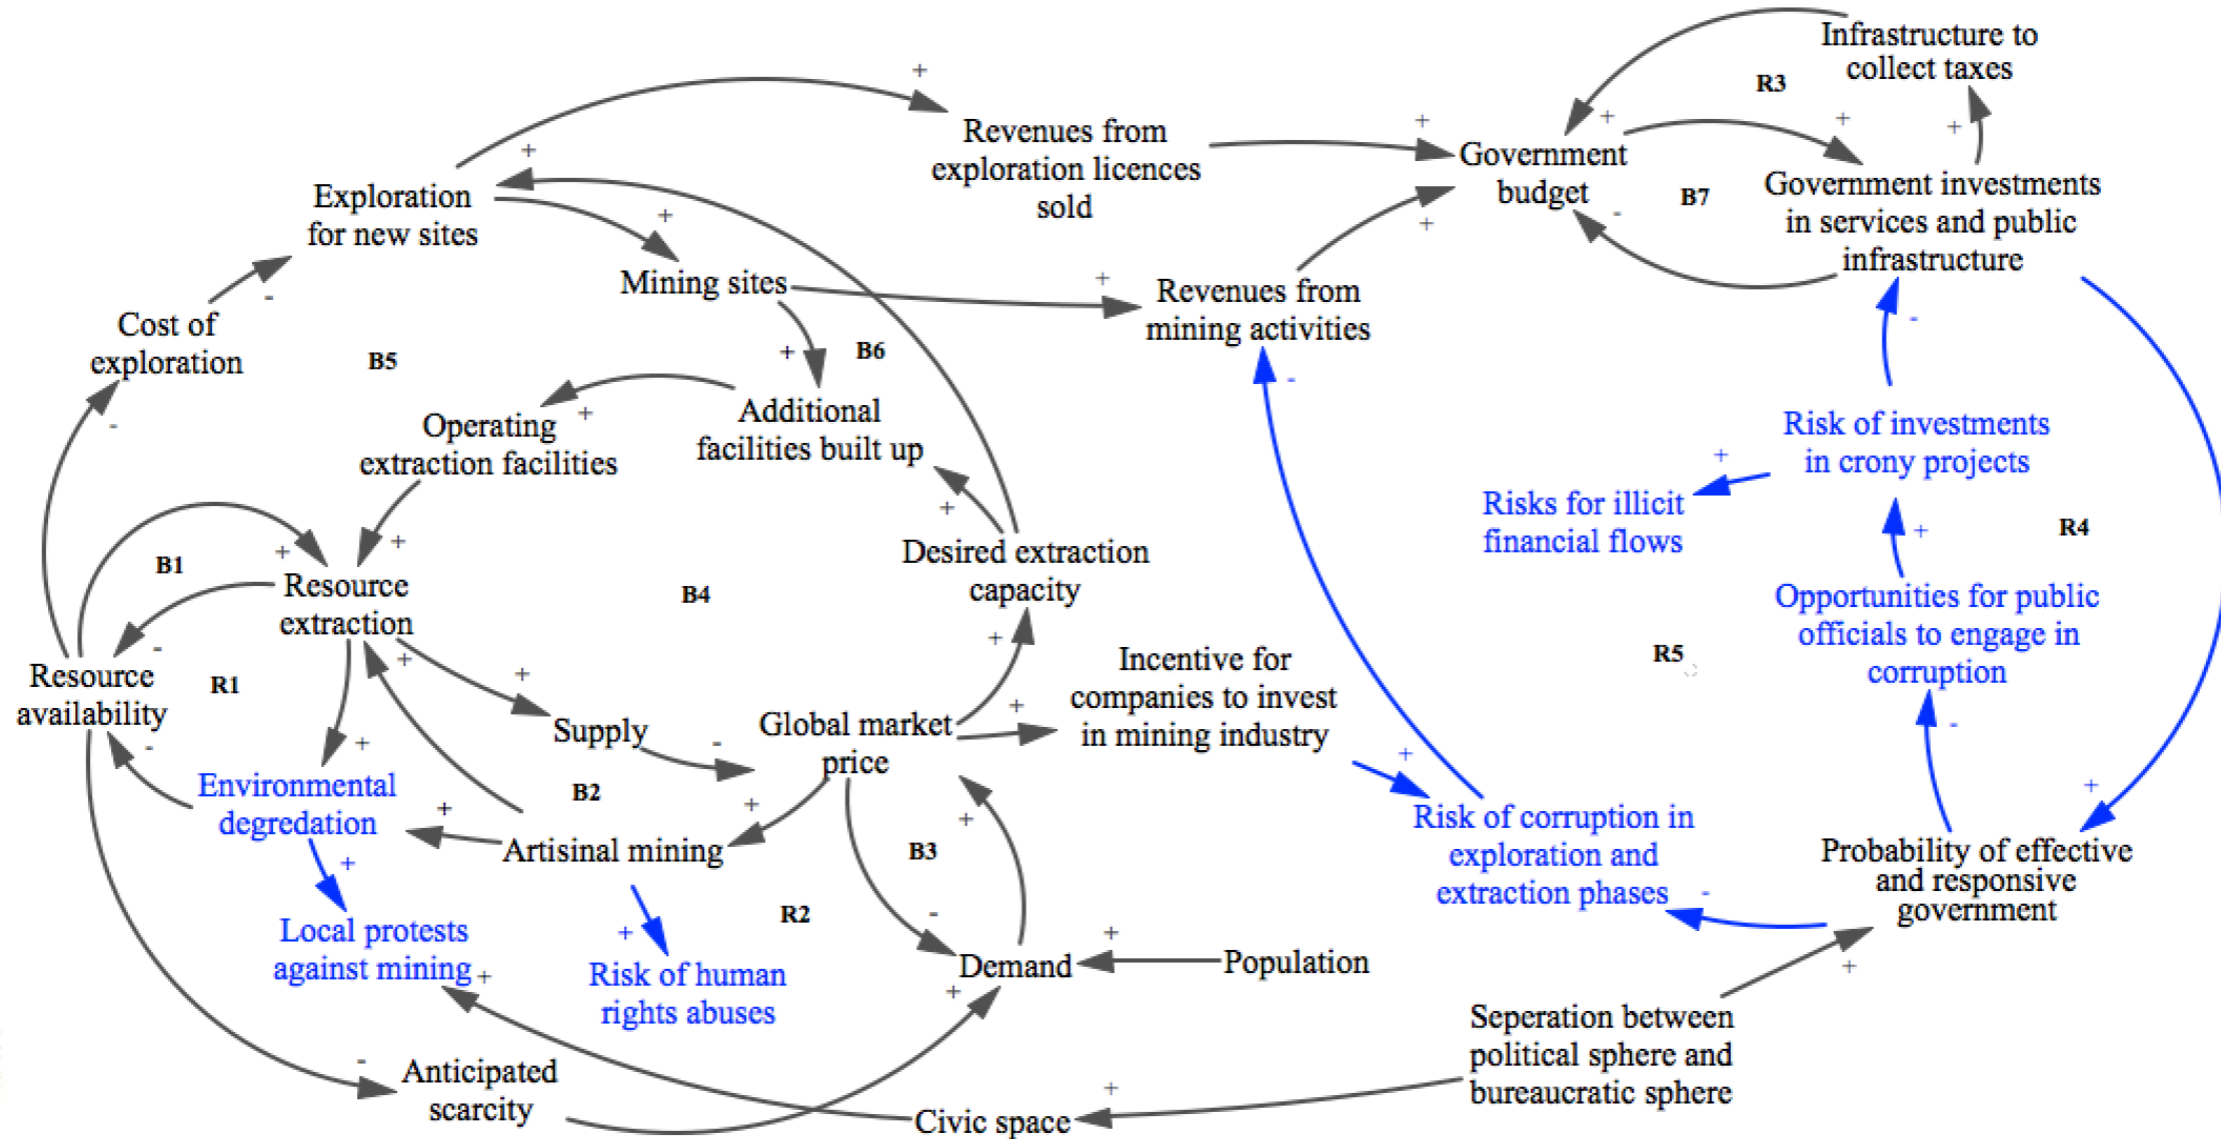 Infrastructure to
collect taxes
R3
+
+
Revenues from
exploration licences
sold
+
+
+
+
Government
budget
B7
-
+
Government investments
in services and public
infrastructure
Exploration
for new sites
+
+
-
Mining sites
+
Revenues from
mining activities
-
-
Cost of
exploration
-
B5
+
B6
Additional
facilities built up
+
Operating
extraction facilities
+
+
Risk of investments
in crony projects
+
Risks for illicit
financial flows
+
R4
B1
+
Resource
extraction
-
B4
Desired extraction
capacity
+
Opportunities for public
officials to engage in
corruption
-
R5
Resource
availability
R1
+
+
Supply
-
Global market
price
+
Incentive for
companies to invest
in mining industry
+
-
+
Environmental
degredation
+
B2
+
Artisinal mining
B3
+
Risk of corruption in
exploration and
extraction phases
-
+
Probability of effective
and responsive
government
+
Local protests
against mining
+
+
Risk of human
rights abuses
R2
-
Demand
+
+
Population
Seperation between
political sphere and
bureaucratic sphere
+
-
Anticipated
scarcity
Civic space
+